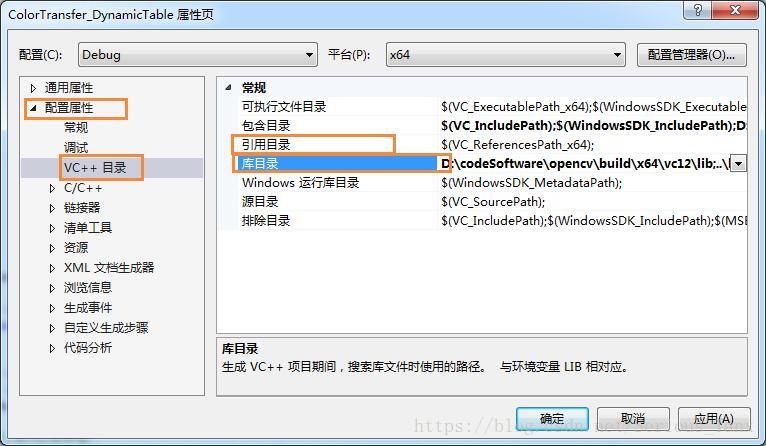 ColorTransfer_DynamicTable 属性页
配置(C): Debug 平台(P): x64 配置管理器(O)...
通用属性
配置属性
常规
调试
VC++ 目录
C/C++
链接器
清单工具
资源
XML 文档生成器
浏览信息
生成事件
自定义生成步骤
代码分析
常规
可执行文件目录 $(VC_ExecutablePath_x64);$(WindowsSDK_Executable
包含目录 $(VC_IncludePath);$(WindowsSDK_IncludePath);D:
引用目录 $(VC_ReferencesPath_x64);
库目录 D:\codeSoftware\opencv\build\x64\vc12\lib;..\
Windows 运行库目录 $(WindowsSDK_MetadataPath);
源目录 $(VC_SourcePath);
排除目录 $(VC_IncludePath);$(WindowsSDK_IncludePath);$(MSB
库目录
生成 VC++ 项目期间，搜索库文件时使用的路径。 与环境变量 LIB 相对应。
确定 取消 应用(A)